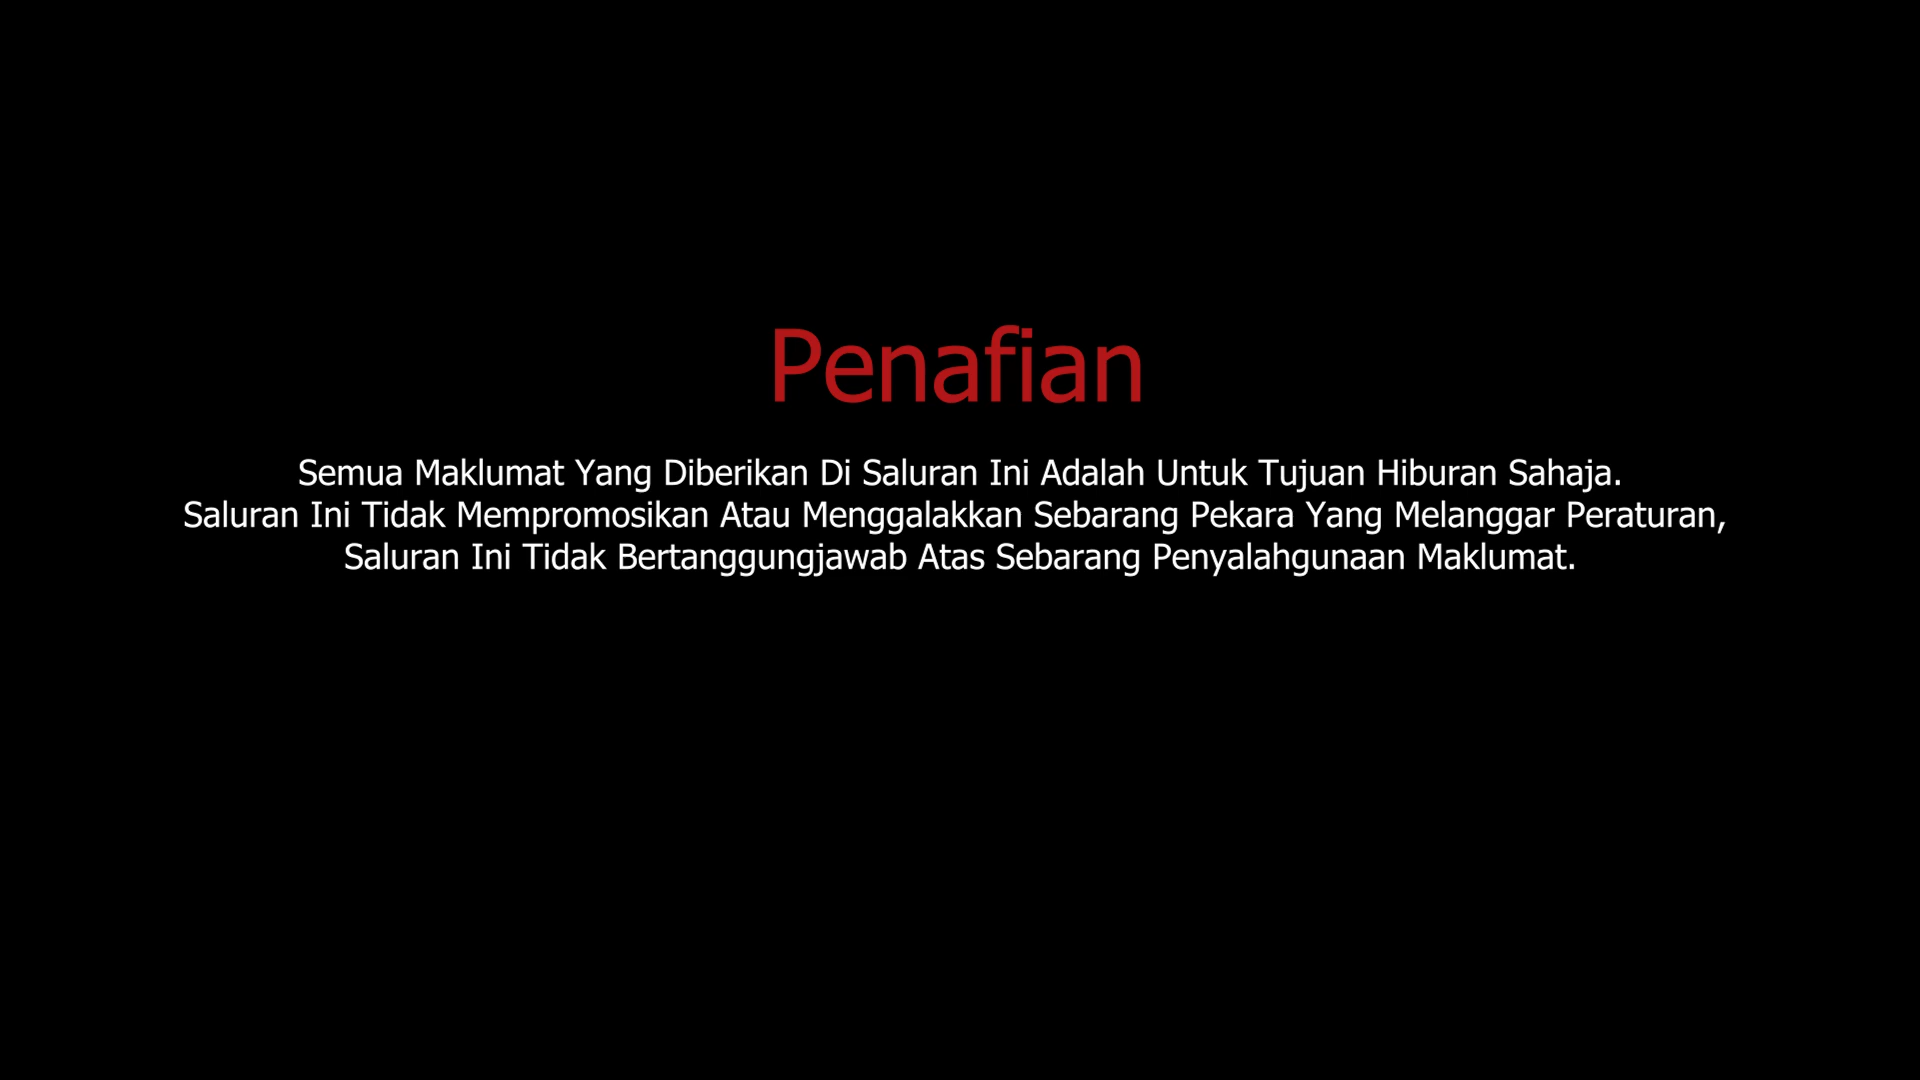 Penafian
Semua Maklumat Yang Diberikan Di Saluran Ini Adalah Untuk Tujuan Hiburan Sahaja.
Saluran Ini Tidak Mempromosikan Atau Menggalakkan Sebarang Pekara Yang Melanggar Peraturan,
Saluran Ini Tidak Bertanggungjawab Atas Sebarang Penyalahgunaan Maklumat.